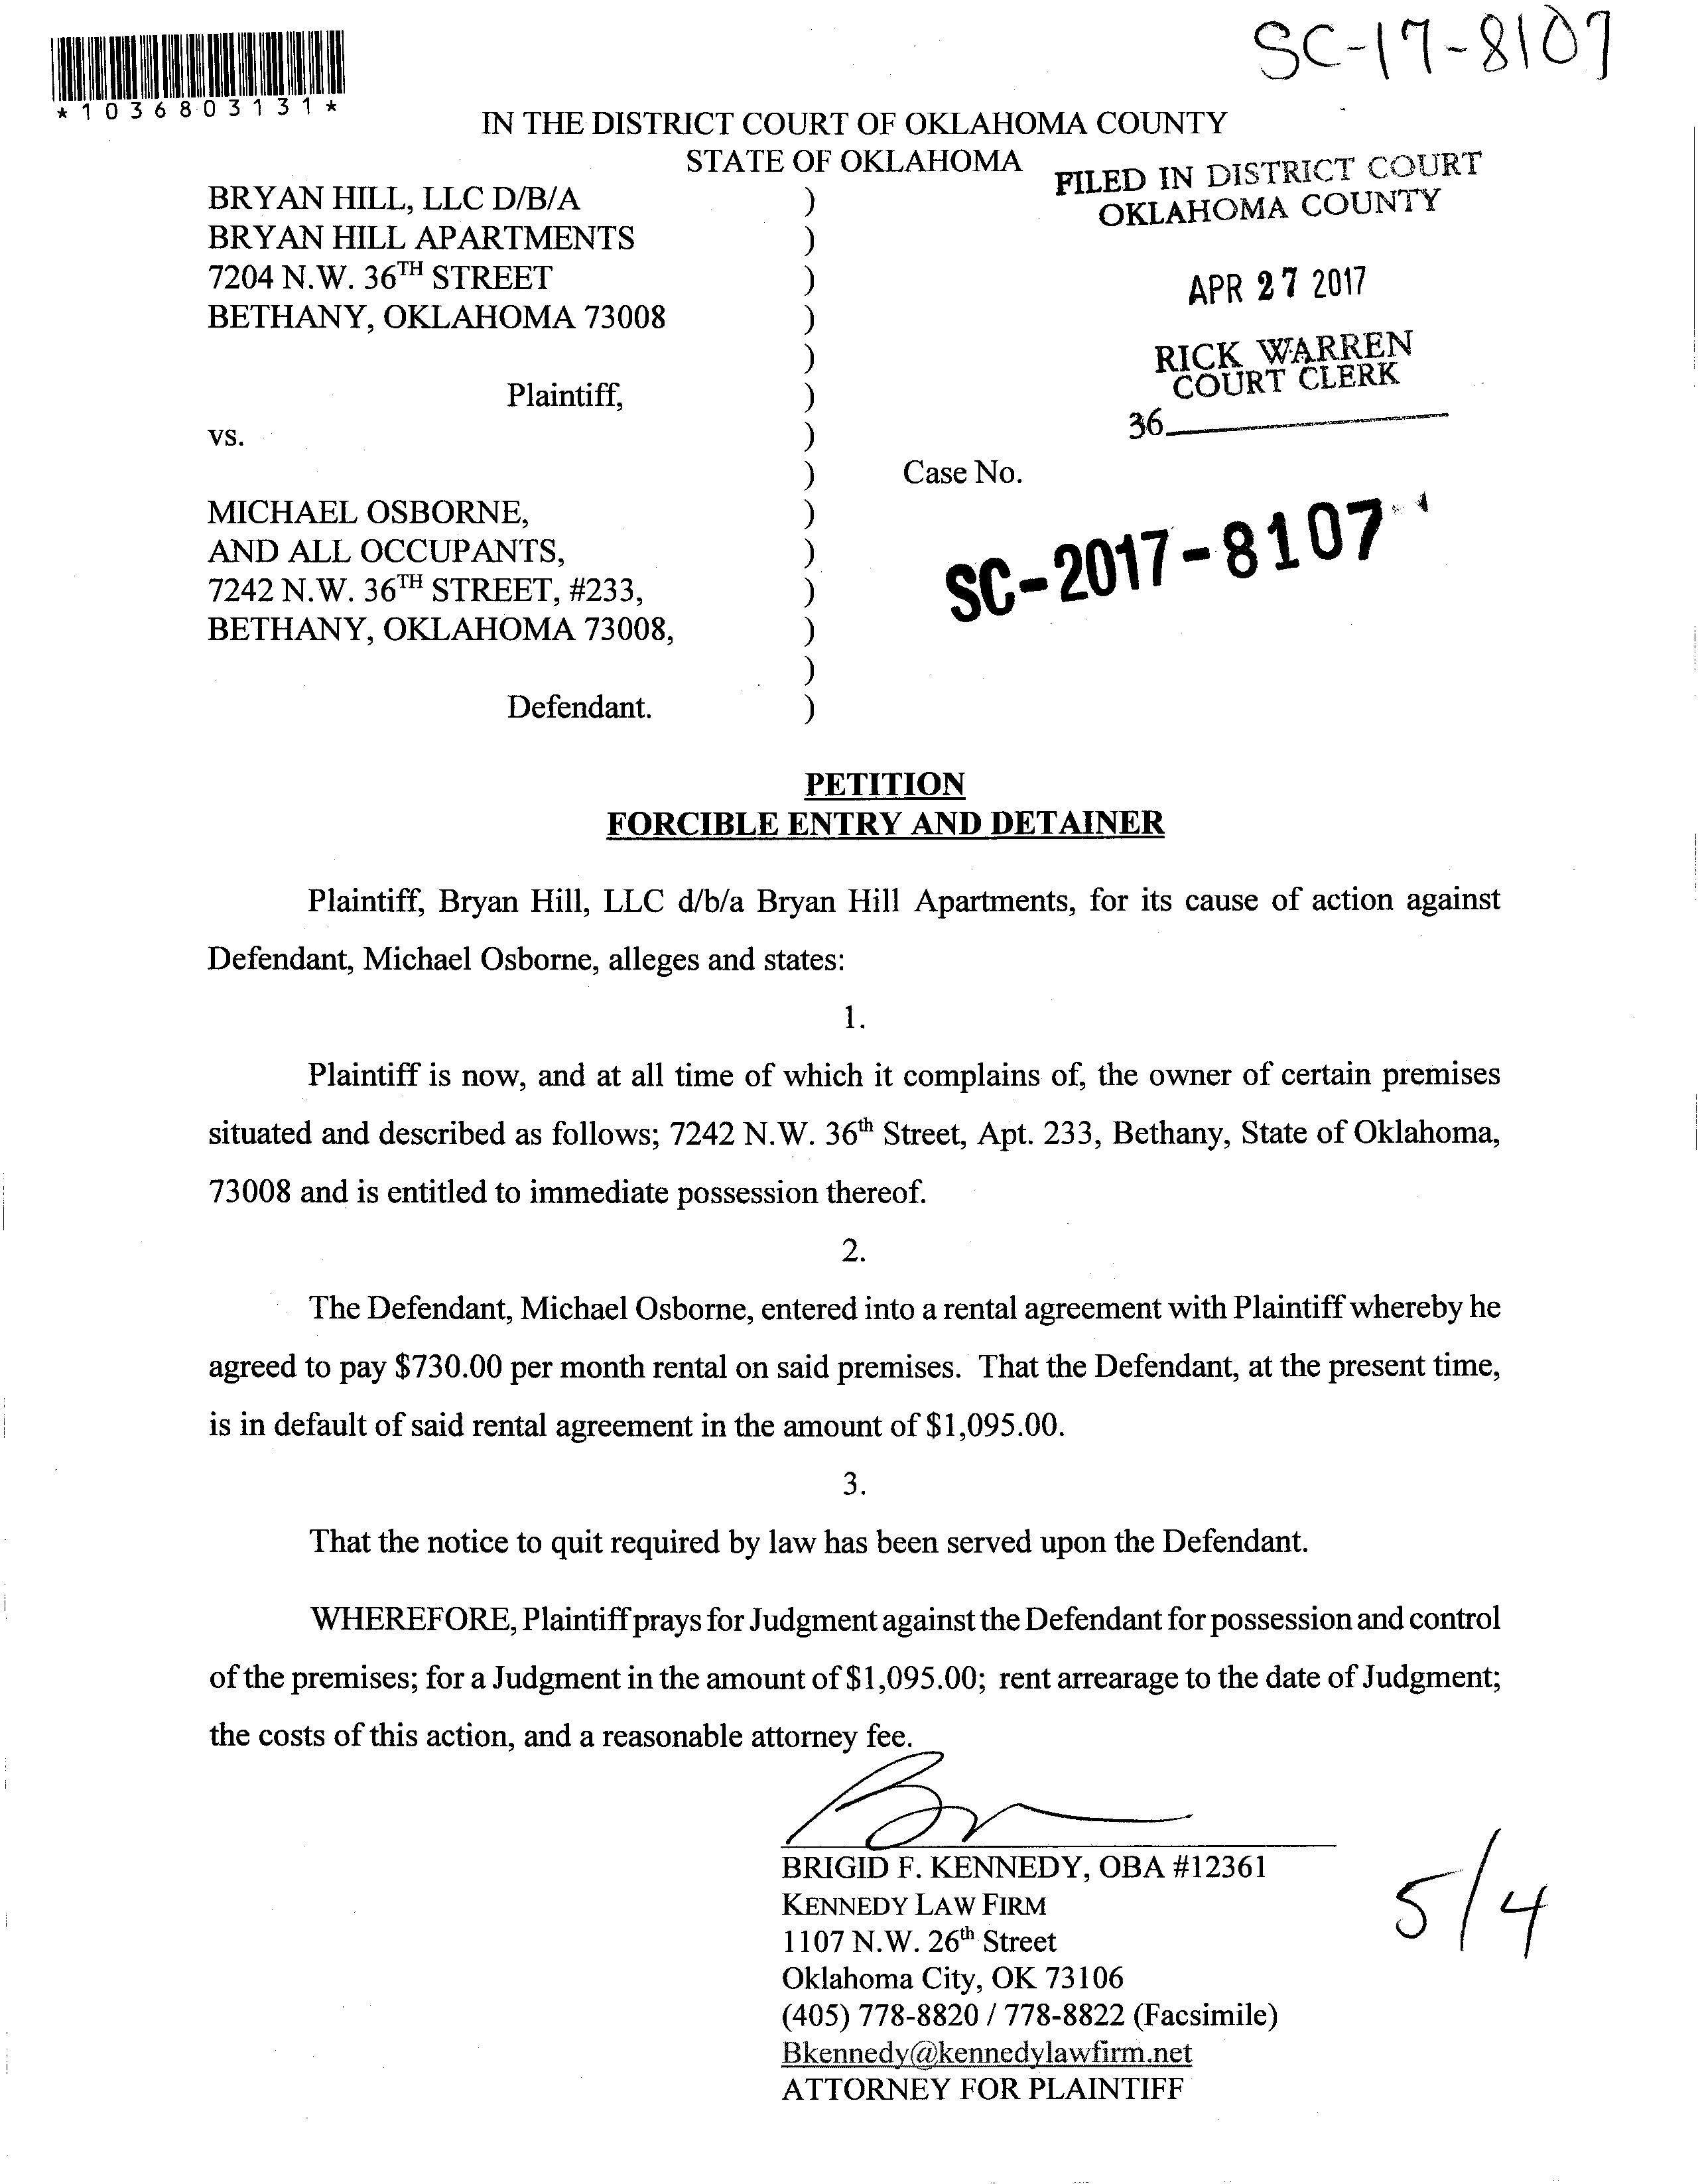 SC-17-8107
*1036803131*
IN THE DISTRICT COURT OF OKLAHOMA COUNTY
STATE OF OKLAHOMA
FILED IN DISTRICT COURT
OKLAHOMA COUNTY
APR 27 2017
RICK WARREN
COURT CLERK
36
BRYAN HILL, LLC D/B/A )
BRYAN HILL APARTMENTS )
7204 N.W. 36TH STREET )
BETHANY, OKLAHOMA 73008 )
)
Plaintiff, )
vs. )
) Case No.
MICHAEL OSBORNE, )
AND ALL OCCUPANTS, )
7242 N.W. 36TH STREET, #233, )
BETHANY, OKLAHOMA 73008, )
)
Defendant. )
SC-2017-8107
PETITION
FORCIBLE ENTRY AND DETAINER
Plaintiff, Bryan Hill, LLC d/b/a Bryan Hill Apartments, for its cause of action against
Defendant, Michael Osborne, alleges and states:
1.
Plaintiff is now, and at all time of which it complains of, the owner of certain premises
situated and described as follows; 7242 N.W. 36th Street, Apt. 233, Bethany, State of Oklahoma,
73008 and is entitled to immediate possession thereof.
2.
The Defendant, Michael Osborne, entered into a rental agreement with Plaintiff whereby he
agreed to pay $730.00 per month rental on said premises. That the Defendant, at the present time,
is in default of said rental agreement in the amount of $1,095.00.
3.
That the notice to quit required by law has been served upon the Defendant.
WHEREFORE, Plaintiff prays for Judgment against the Defendant for possession and control
of the premises; for a Judgment in the amount of $1,095.00; rent arrearage to the date of Judgment;
the costs of this action, and a reasonable attorney fee.
BRIGID F. KENNEDY, OBA #12361
KENNEDY LAW FIRM
1107 N.W. 26th Street
Oklahoma City, OK 73106
(405) 778-8820 / 778-8822 (Facsimile)
Bkennedy@kennedylawfirm.net
ATTORNEY FOR PLAINTIFF
5/4